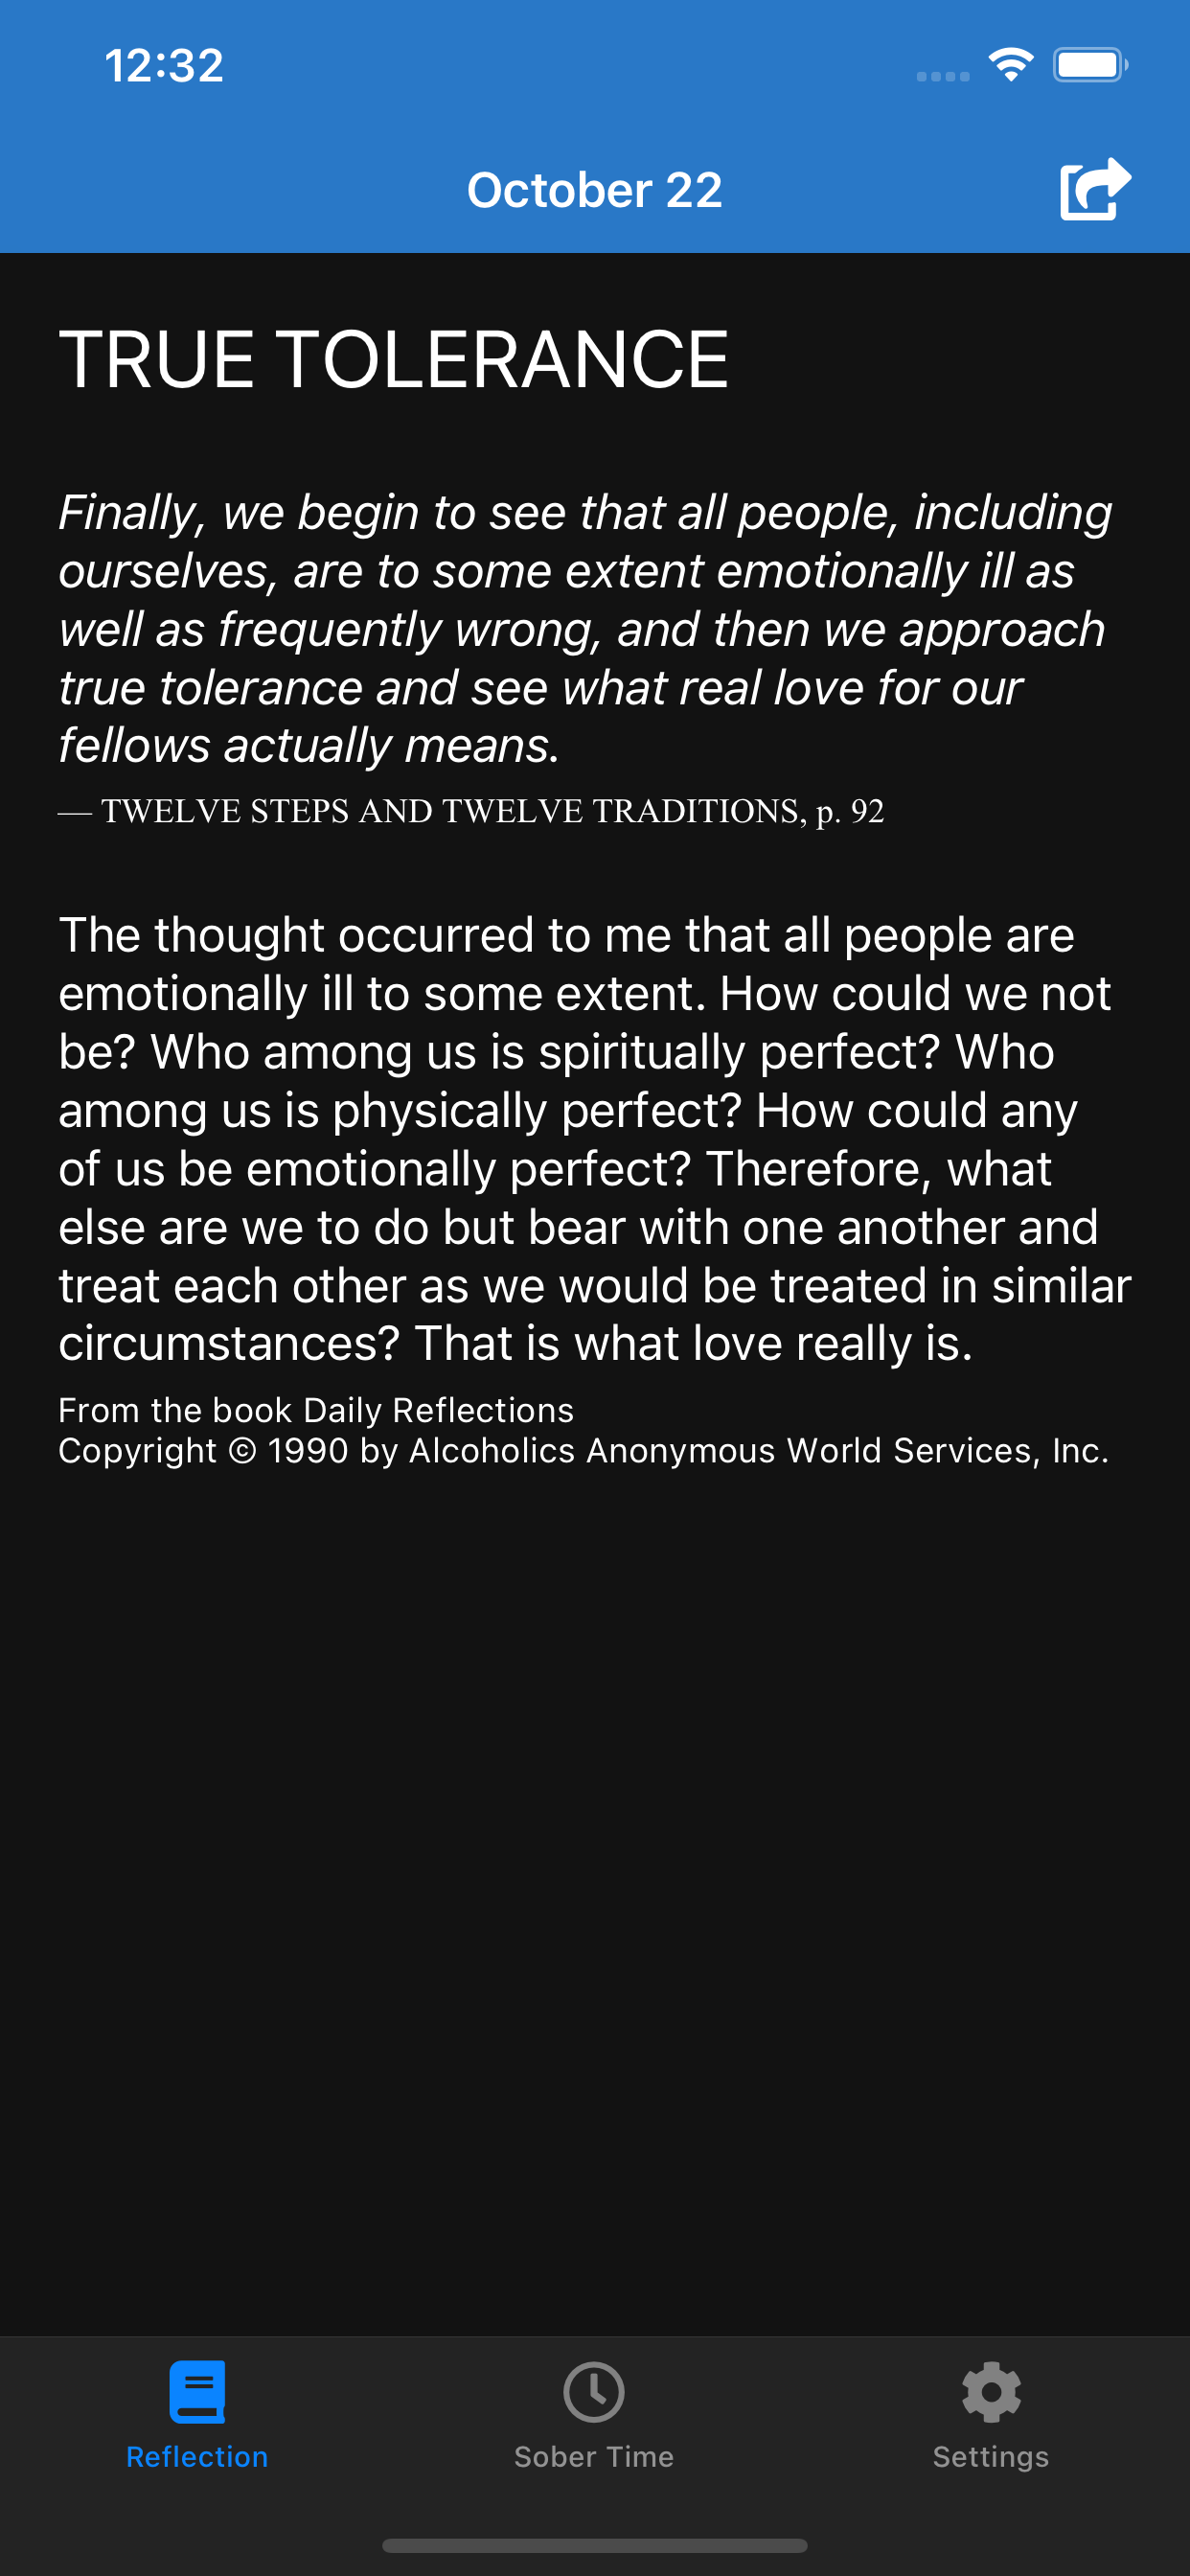 12:32
October 22
TRUE TOLERANCE
Finally, we begin to see that all people, including
ourselves, are to some extent emotionally ill as
well as frequently wrong, and then we approach
true tolerance and see what real love for our
fellows actually means.
— TWELVE STEPS AND TWELVE TRADITIONS, p. 92
The thought occurred to me that all people are
emotionally ill to some extent. How could we not
be? Who among us is spiritually perfect? Who
among us is physically perfect? How could any
of us be emotionally perfect? Therefore, what
else are we to do but bear with one another and
treat each other as we would be treated in similar
circumstances? That is what love really is.
From the book Daily Reflections
Copyright © 1990 by Alcoholics Anonymous World Services, Inc.
Reflection
Sober Time
Settings